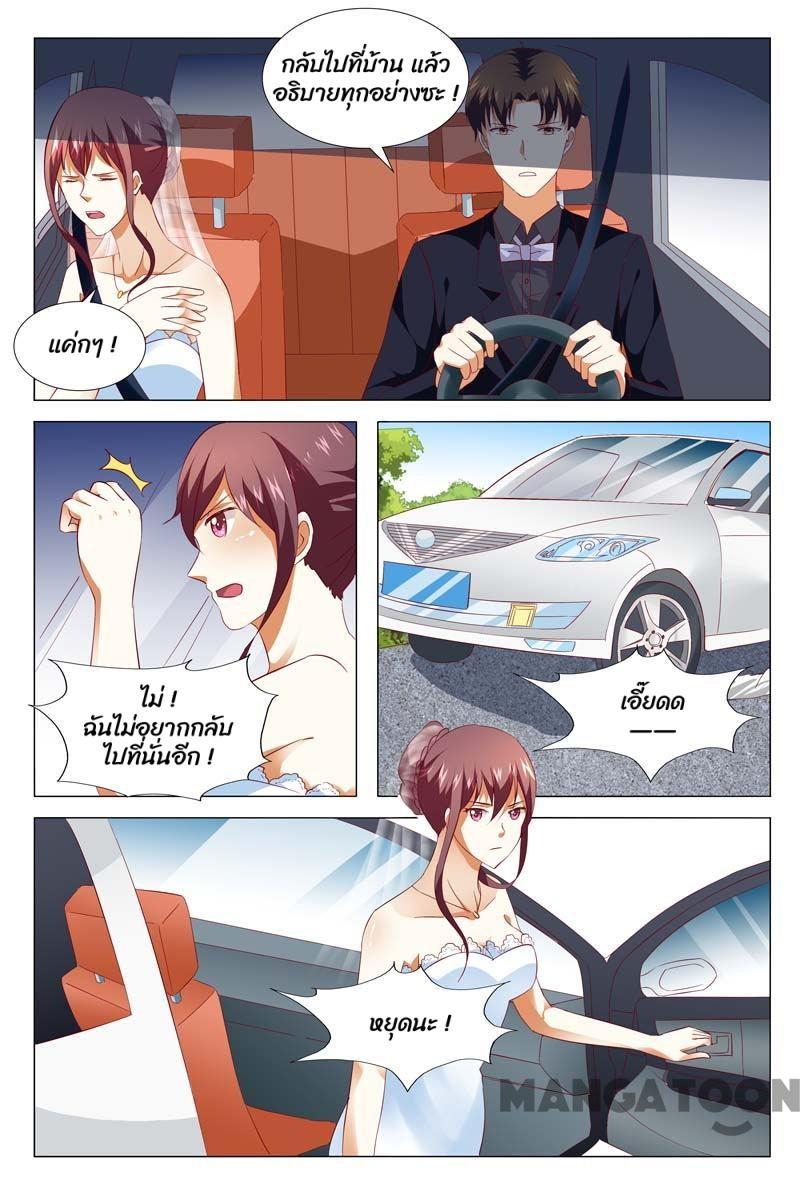 กลับไปที่บ้าน แล้ว
อธิบายทุกอย่างซะ !
แค่กๆ !
ไม่ !
ฉันไม่อยากกลับ
ไปที่นั่นอีก !
เอี๊ยดด
——
หยุดนะ !
MANGATOON